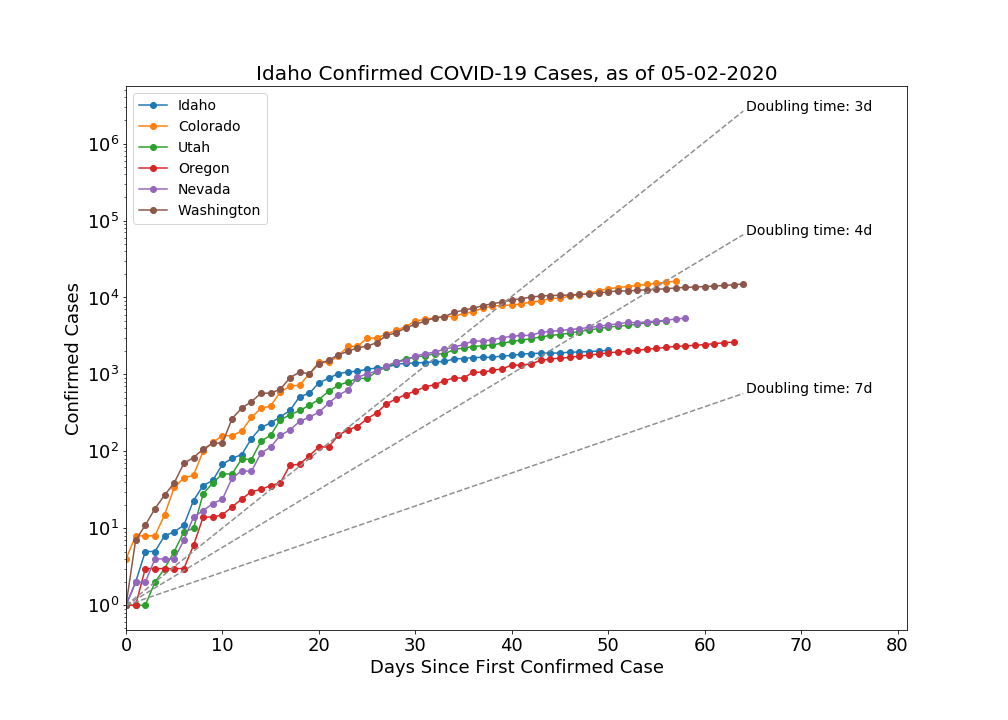 Idaho Confirmed COVID-19 Cases, as of 05-02-2020
Idaho
Colorado
Utah
Oregon
Nevada
Washington
Doubling time: 3d
Doubling time: 4d
Doubling time: 7d
Confirmed Cases
10^6
10^5
10^4
10^3
10^2
10^1
10^0
0 10 20 30 40 50 60 70 80
Days Since First Confirmed Case